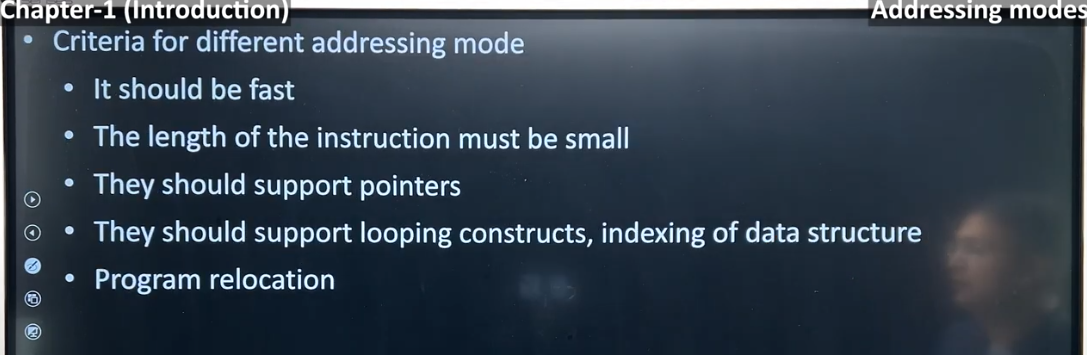 Chapter-1 (Introduction)
Addressing modes
• Criteria for different addressing mode
• It should be fast
• The length of the instruction must be small
• They should support pointers
• They should support looping constructs, indexing of data structure
• Program relocation